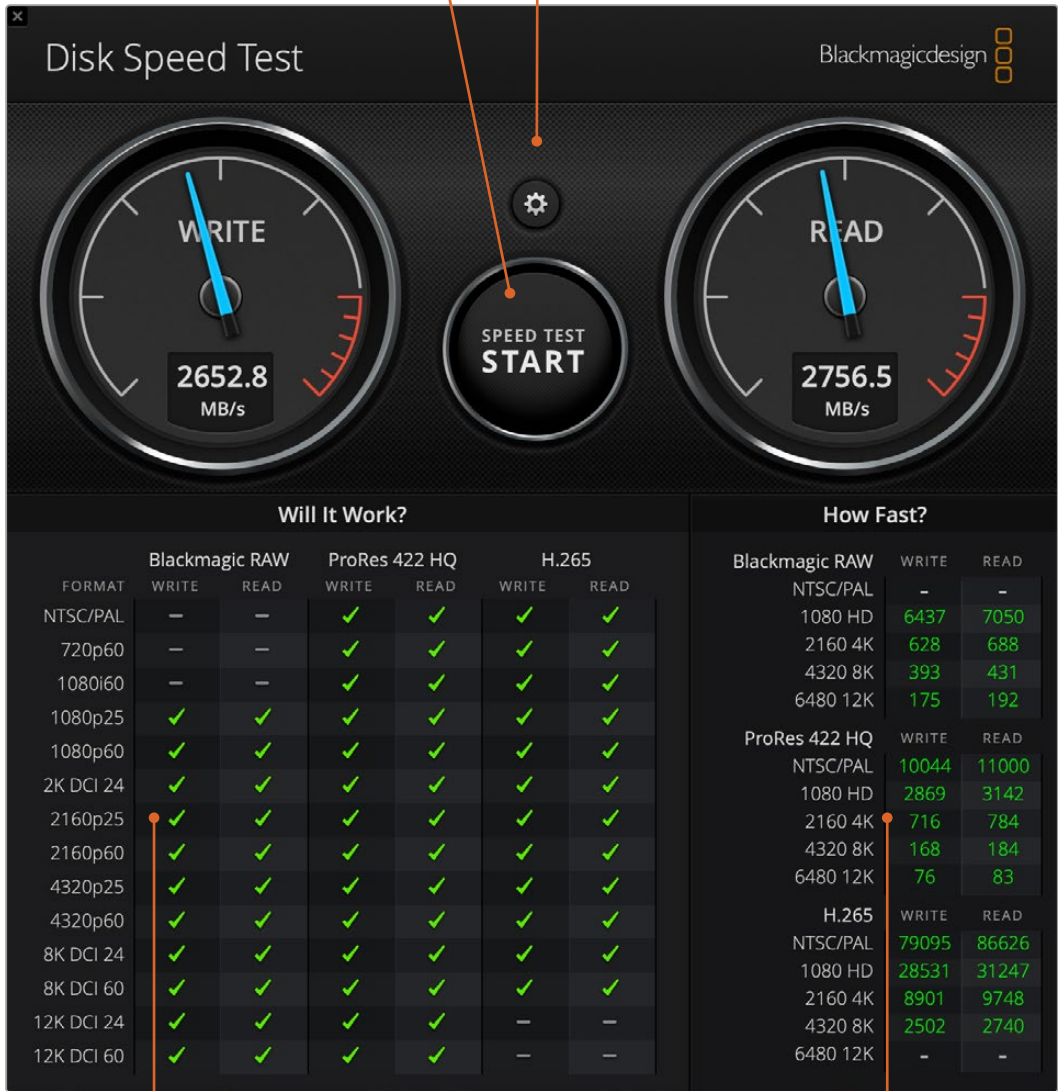 Disk Speed Test
Blackmagicdesign
WRITE
2652.8
MB/s
SPEED TEST
START
READ
2756.5
MB/s
Will It Work?
Blackmagic RAW ProRes 422 HQ H.265
FORMAT WRITE READ WRITE READ WRITE READ
NTSC/PAL – – ✓ ✓ ✓ ✓
720p60 – – ✓ ✓ ✓ ✓
1080i60 – – ✓ ✓ ✓ ✓
1080p25 ✓ ✓ ✓ ✓ ✓ ✓
1080p60 ✓ ✓ ✓ ✓ ✓ ✓
2K DCI 24 ✓ ✓ ✓ ✓ ✓ ✓
2160p25 ✓ ✓ ✓ ✓ ✓ ✓
2160p60 ✓ ✓ ✓ ✓ ✓ ✓
4320p25 ✓ ✓ ✓ ✓ ✓ ✓
4320p60 ✓ ✓ ✓ ✓ ✓ ✓
8K DCI 24 ✓ ✓ ✓ ✓ ✓ ✓
8K DCI 60 ✓ ✓ ✓ ✓ ✓ ✓
12K DCI 24 ✓ ✓ ✓ ✓ – –
12K DCI 60 ✓ ✓ ✓ ✓ – –
How Fast?
Blackmagic RAW WRITE READ
NTSC/PAL - -
1080 HD 6437 7050
2160 4K 628 688
4320 8K 393 431
6480 12K 175 192
ProRes 422 HQ WRITE READ
NTSC/PAL 10044 11000
1080 HD 2869 3142
2160 4K 716 784
4320 8K 168 184
6480 12K 76 83
H.265 WRITE READ
NTSC/PAL 79095 86626
1080 HD 28531 31247
2160 4K 8901 9748
4320 8K 2502 2740
6480 12K - -